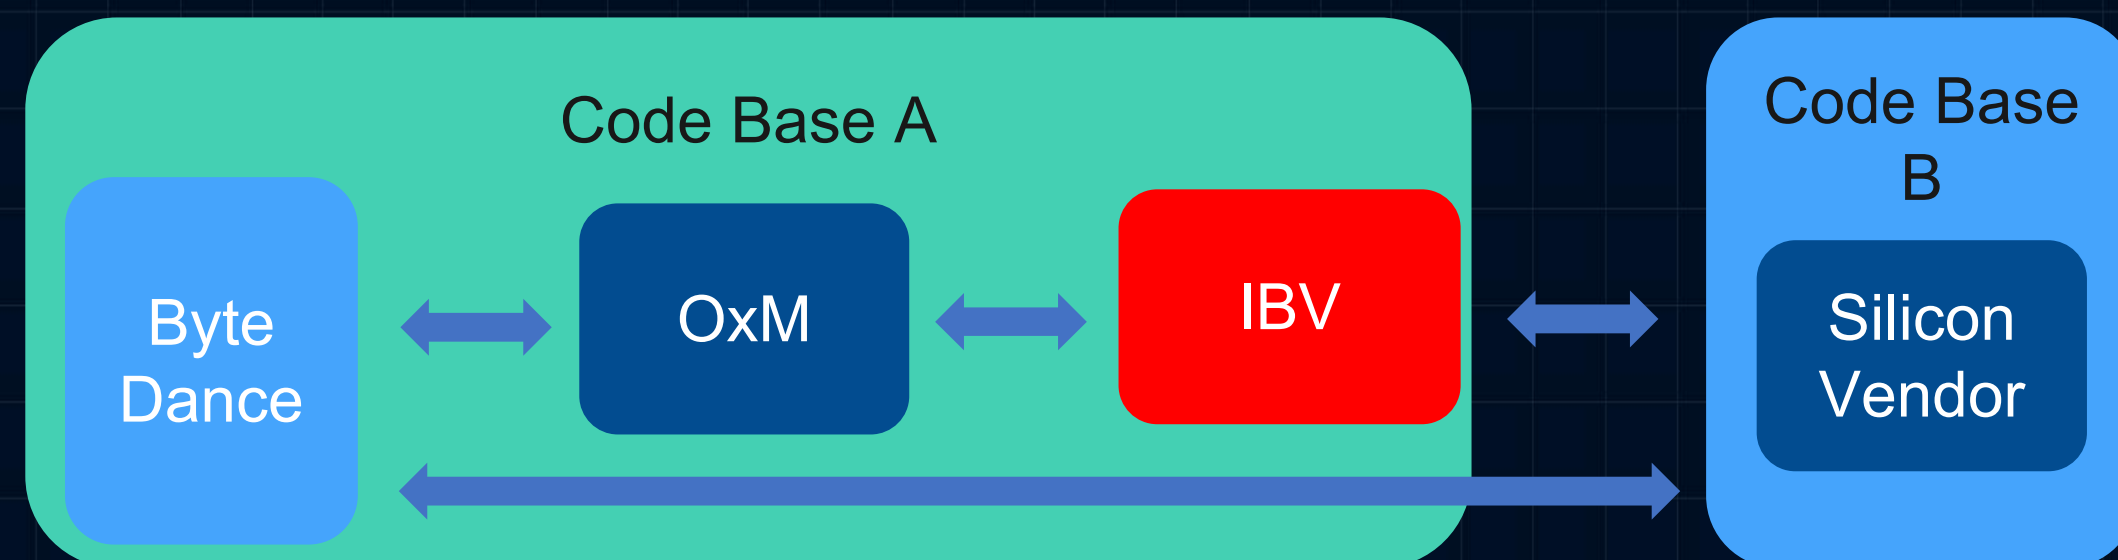 Code Base A
Code Base
B
Byte
Dance
OxM
IBV
Silicon
Vendor